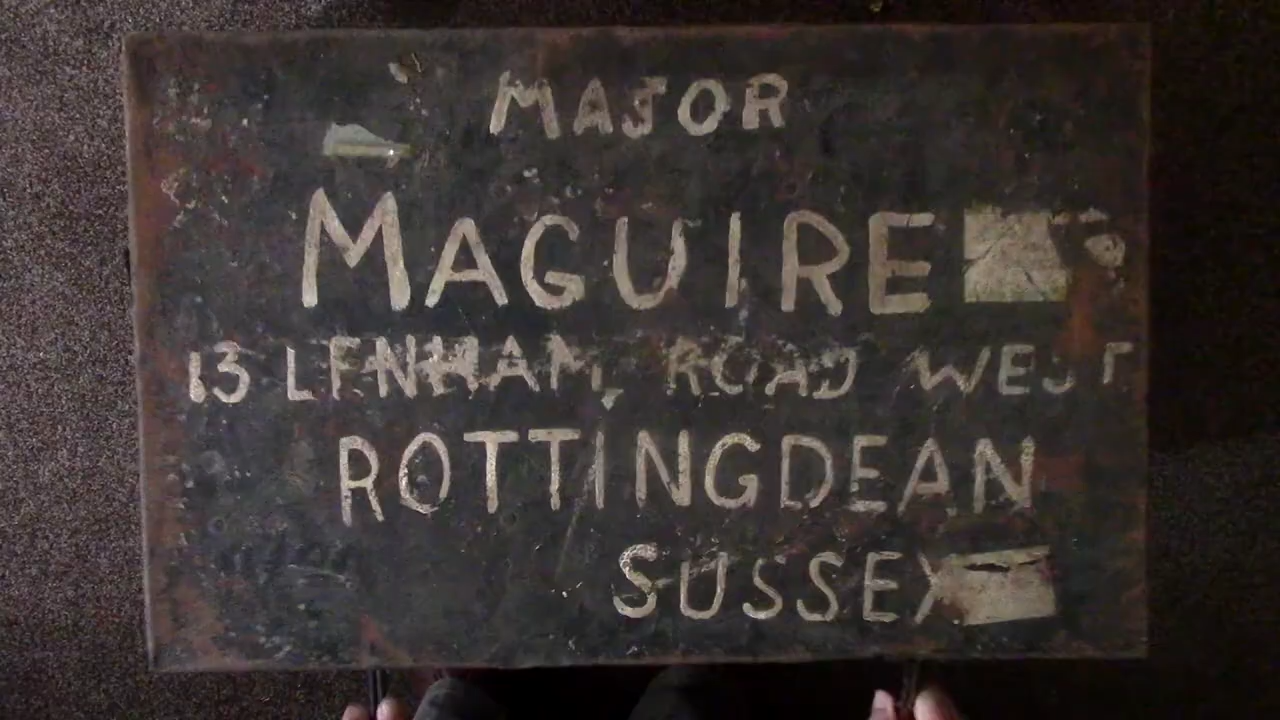 MAJOR
MAGUIRE
13 LENHAM ROAD WEST
ROTTINGDEAN
SUSSEX